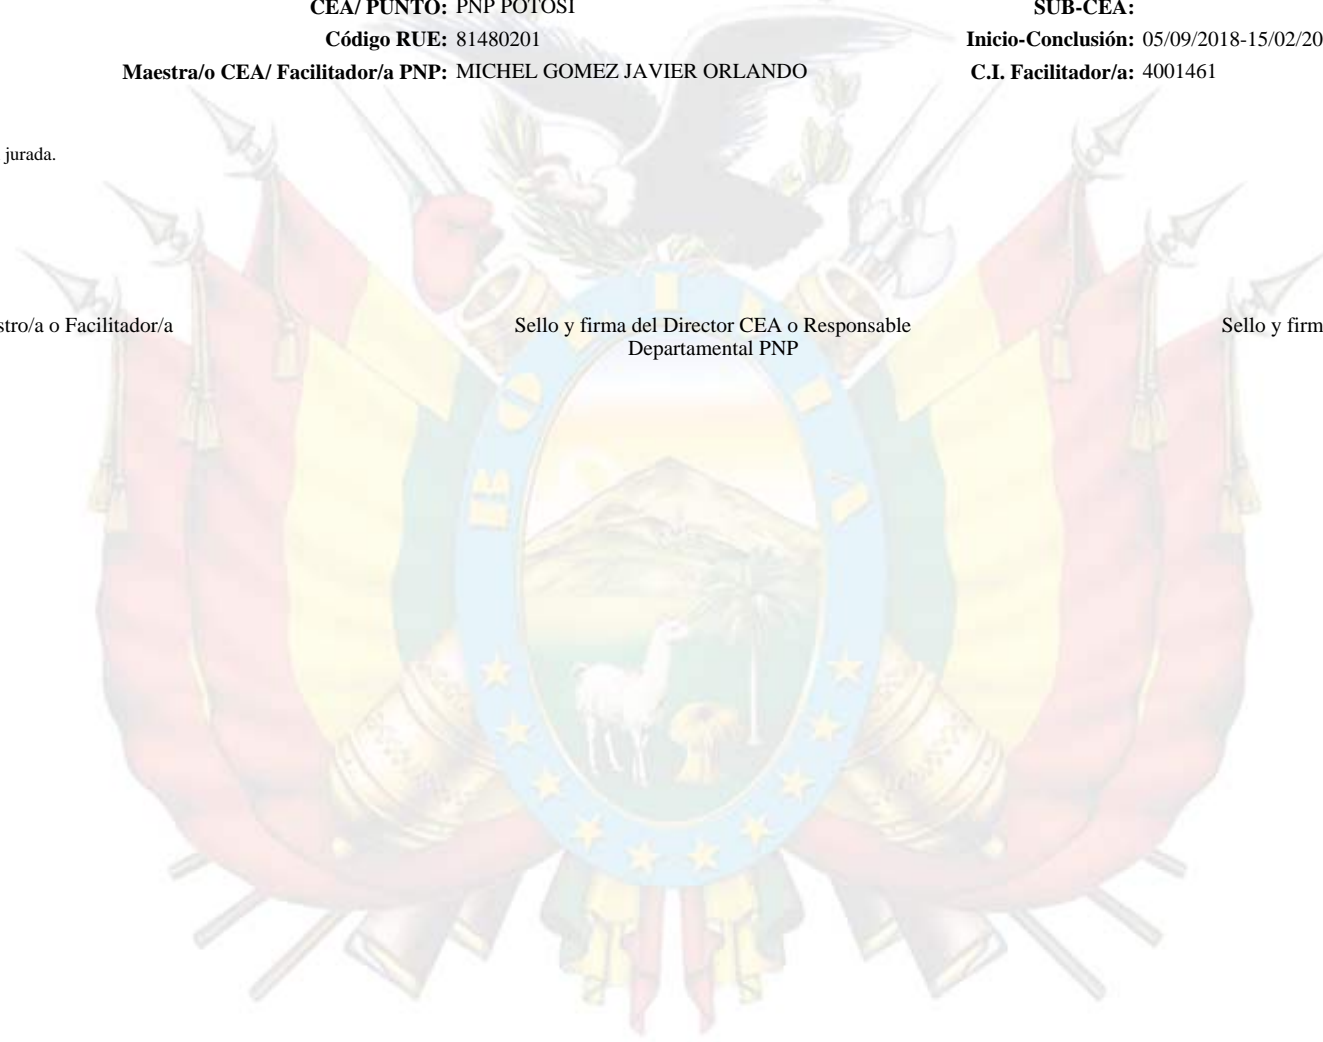 CEA/ PUNTO: PNP POTOSI SUB-CEA:
Código RUE: 81480201 Inicio-Conclusión: 05/09/2018-15/02/20
Maestra/o CEA/ Facilitador/a PNP: MICHEL GOMEZ JAVIER ORLANDO C.I. Facilitador/a: 4001461
jurada.
stro/a o Facilitador/a Sello y firma del Director CEA o Responsable Sello y firm
Departamental PNP
BOLIVIA